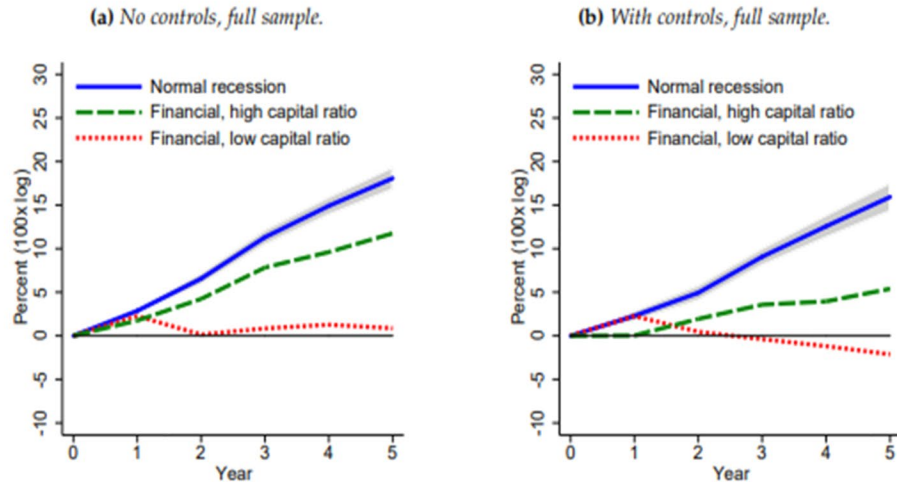 (a) No controls, full sample.
30
25
20
15
10
5
0
-5
-10
Percent (100x log)
Normal recession
Financial, high capital ratio
Financial, low capital ratio
0 1 2 3 4 5
Year
(b) With controls, full sample.
30
25
20
15
10
5
0
-5
-10
Percent (100x log)
Normal recession
Financial, high capital ratio
Financial, low capital ratio
0 1 2 3 4 5
Year